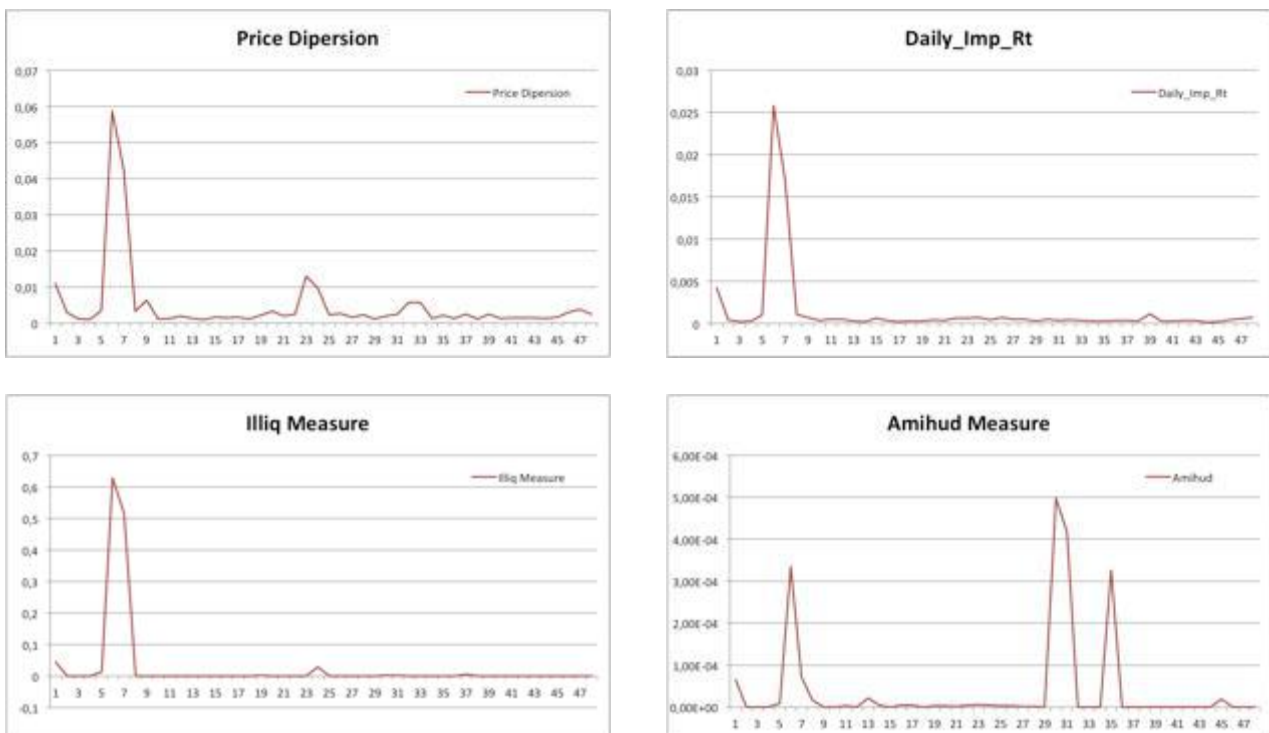 Price Dipersion
0,07
Price Dipersion
0,06
0,05
0,04
0,03
0,02
0,01
0
1 3 5 7 9 11 13 15 17 19 21 23 25 27 29 31 33 35 37 39 41 43 45 47
Daily_Imp_Rt
0,03
Daily_Imp_Rt
0,025
0,02
0,015
0,01
0,005
0
1 3 5 7 9 11 13 15 17 19 21 23 25 27 29 31 33 35 37 39 41 43 45 47
Illiq Measure
0,7
Illiq Measure
0,6
0,5
0,4
0,3
0,2
0,1
0
1 3 5 7 9 11 13 15 17 19 21 23 25 27 29 31 33 35 37 39 41 43 45 47
-0,1
Amihud Measure
6,00E-04
Amihud
5,00E-04
4,00E-04
3,00E-04
2,00E-04
1,00E-04
0,00E+00
1 3 5 7 9 11 13 15 17 19 21 23 25 27 29 31 33 35 37 39 41 43 45 47